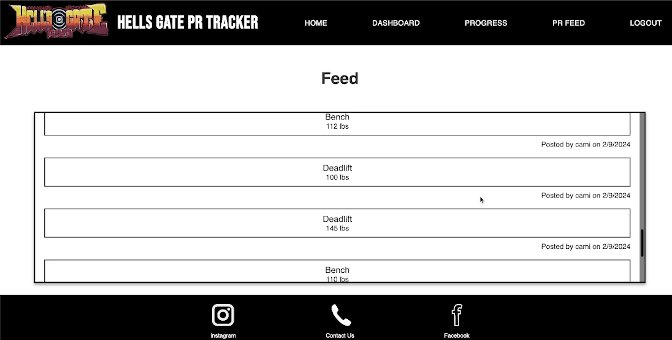 HELL'S GATE
HELLS GATE PR TRACKER
HOME
DASHBOARD
PROGRESS
PR FEED
LOGOUT
Feed
Bench
112 lbs
Posted by cami on 2/9/2024
Deadlift
100 lbs
Posted by cami on 2/9/2024
Deadlift
145 lbs
Posted by cami on 2/9/2024
Bench
110 lbs
Instagram
Contact Us
Facebook